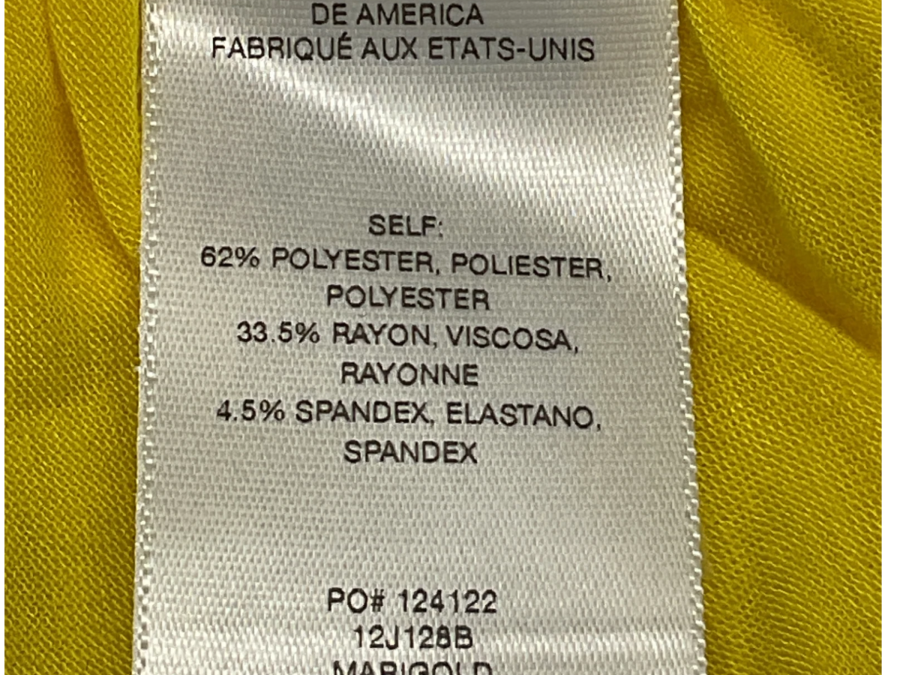 DE AMERICA
FABRIQUÉ AUX ETATS-UNIS
SELF:
62% POLYESTER, POLIESTER,
POLYESTER
33.5% RAYON, VISCOSA,
RAYONNE
4.5% SPANDEX, ELASTANO,
SPANDEX
PO# 124122
12J128B
MARIGOLD